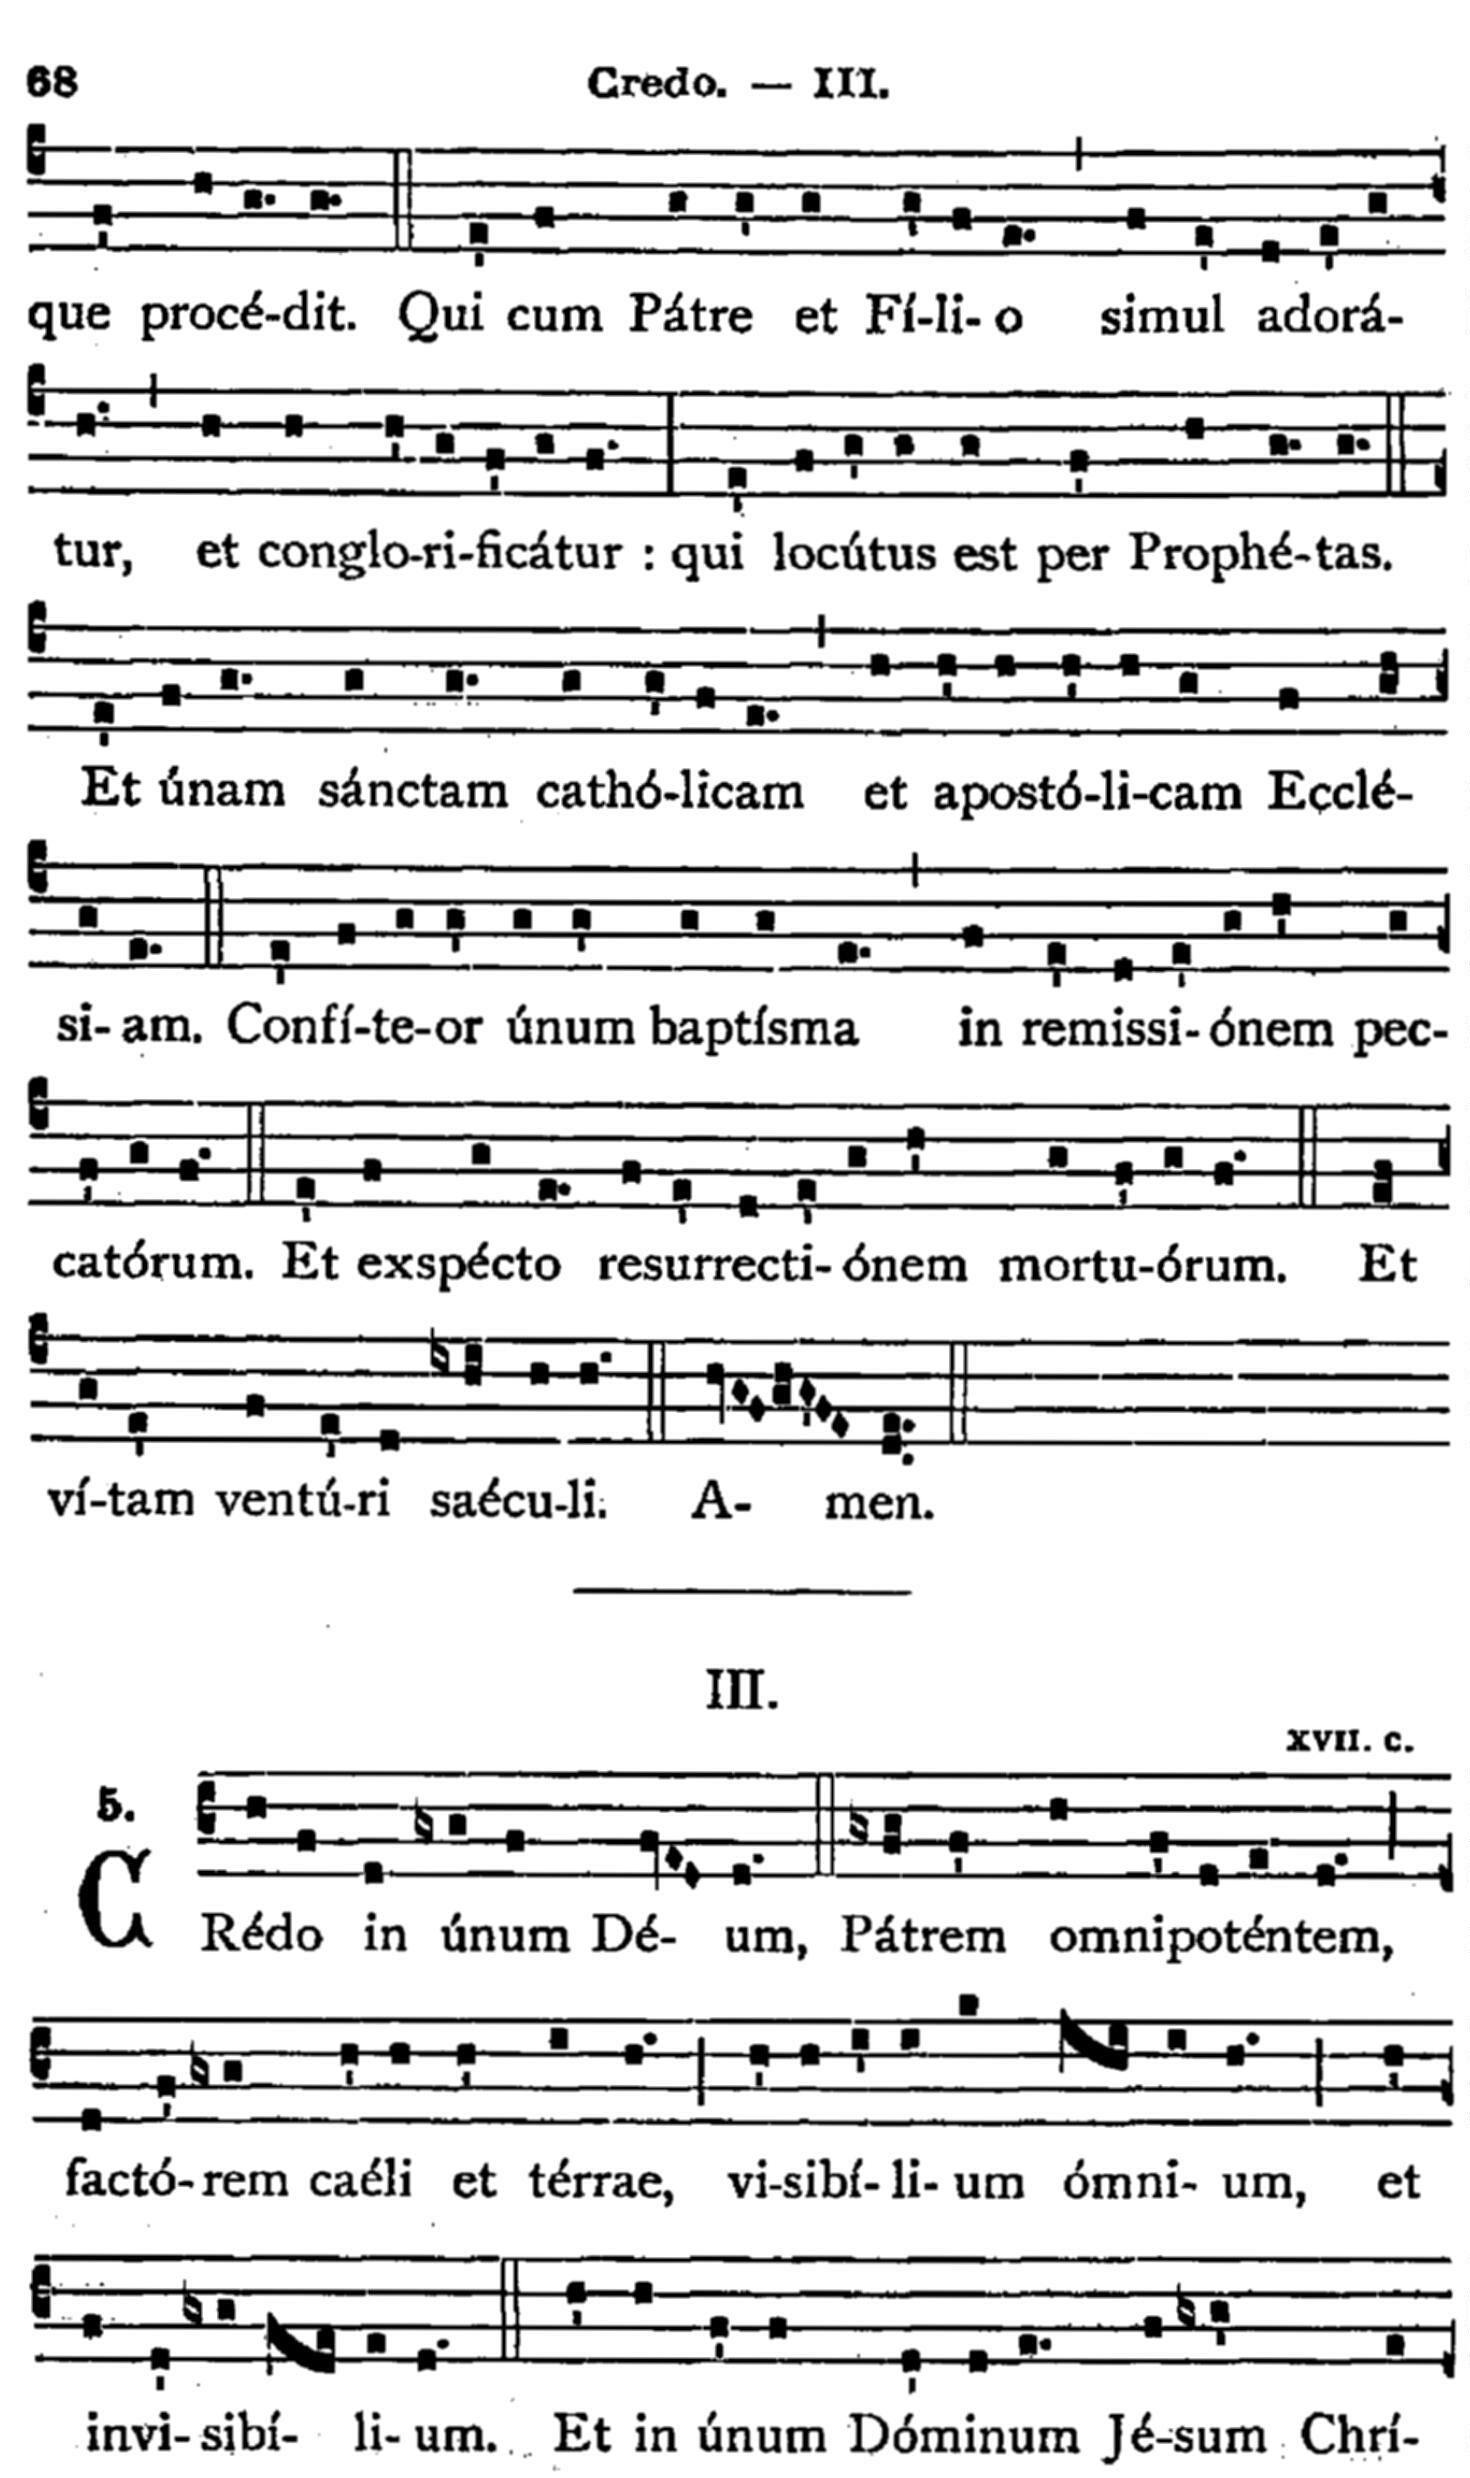 68 Credo. — III.
que procé-dit. Qui cum Pátre et Fí-li-o simul adorá-
tur, et conglo-ri-ficátur : qui locútus est per Prophé-tas.
Et únam sánctam cathó-licam et apostó-li-cam Ecclé-
si-am. Confí-te-or únum baptísma in remissi-ónem pec-
catórum. Et exspécto resurrecti-ónem mortu-órum. Et
ví-tam ventú-ri saécu-li. A- men.
III.
XVII. C.
5.
CRédo in únum Dé- um, Pátrem omnipoténtem,
factó-rem caéli et térrae, vi-sibí-li-um ómni-um, et
invi-sibí- li-um. Et in únum Dóminum Jé-sum Chrí-